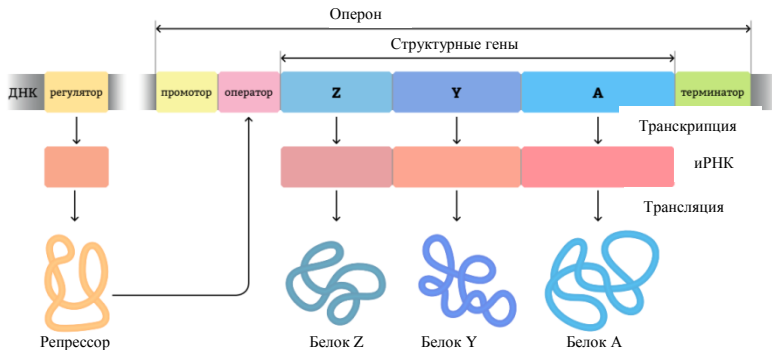 Оперон
Структурные гены
ДНК
регулятор
промотор
оператор
Z
Y
A
терминатор
Транскрипция
иРНК
Трансляция
Репрессор
Белок Z
Белок Y
Белок A